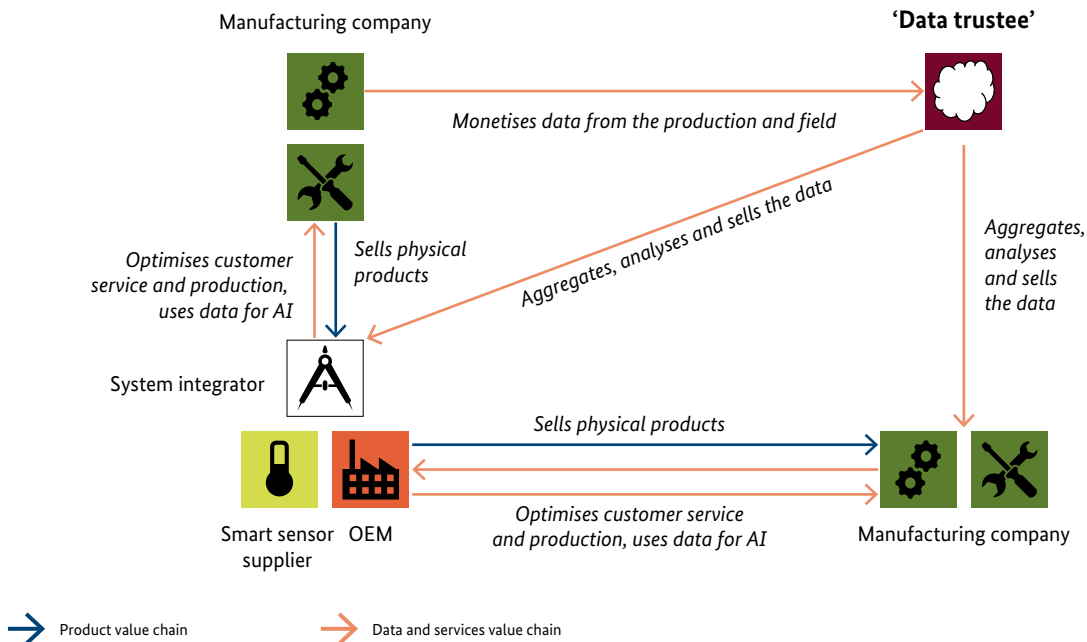 Manufacturing company
‘Data trustee’
Monetises data from the production and field
Aggregates, analyses and sells the data
Aggregates,
analyses
and sells
the data
Optimises customer
service and production,
uses data for AI
Sells physical
products
System integrator
Sells physical products
Smart sensor
supplier
OEM
Optimises customer service
and production, uses data for AI
Manufacturing company
Product value chain
Data and services value chain